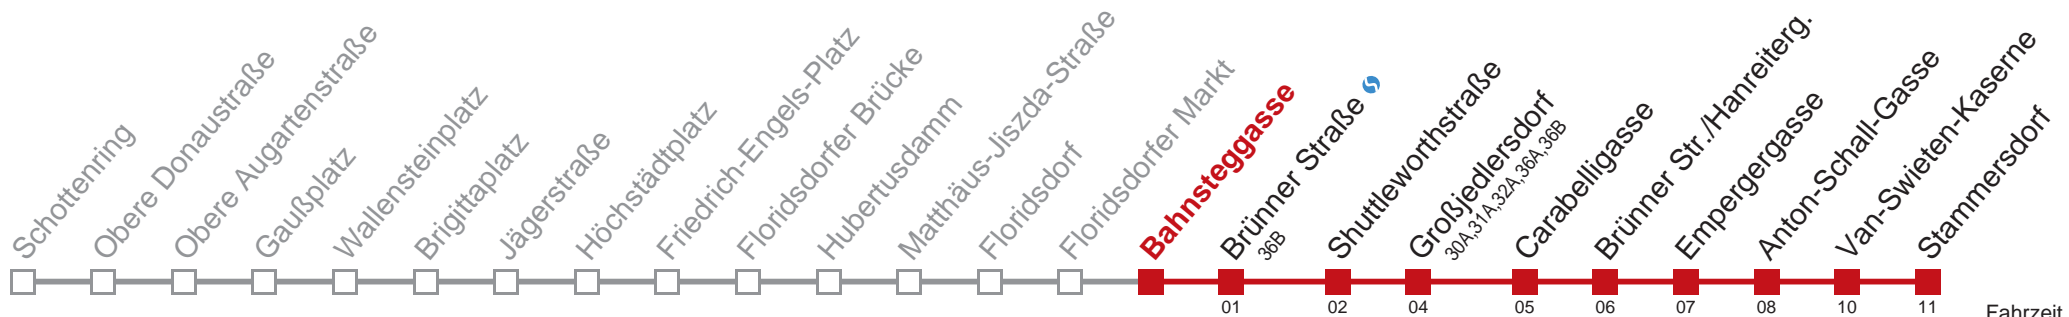 Schottenring
Obere Donaustraße
Obere Augartenstraße
Gaußplatz
Wallensteinplatz
Brigittaplatz
Jägerstraße
Höchstädtplatz
Friedrich-Engels-Platz
Floridsdorfer Brücke
Hubertusdamm
Matthäus-Jiszda-Straße
Floridsdorf
Floridsdorfer Markt
Bahnsteggasse
Brünner Straße
36B
Shuttleworthstraße
Großjedlersdorf
30A,31A,32A,36A,36B
Carabelligasse
Brünner Str./Hanreiterg.
Empergergasse
Anton-Schall-Gasse
Van-Swieten-Kaserne
Stammersdorf
01 02 04 05 06 07 08 10 11 Fahrzeit